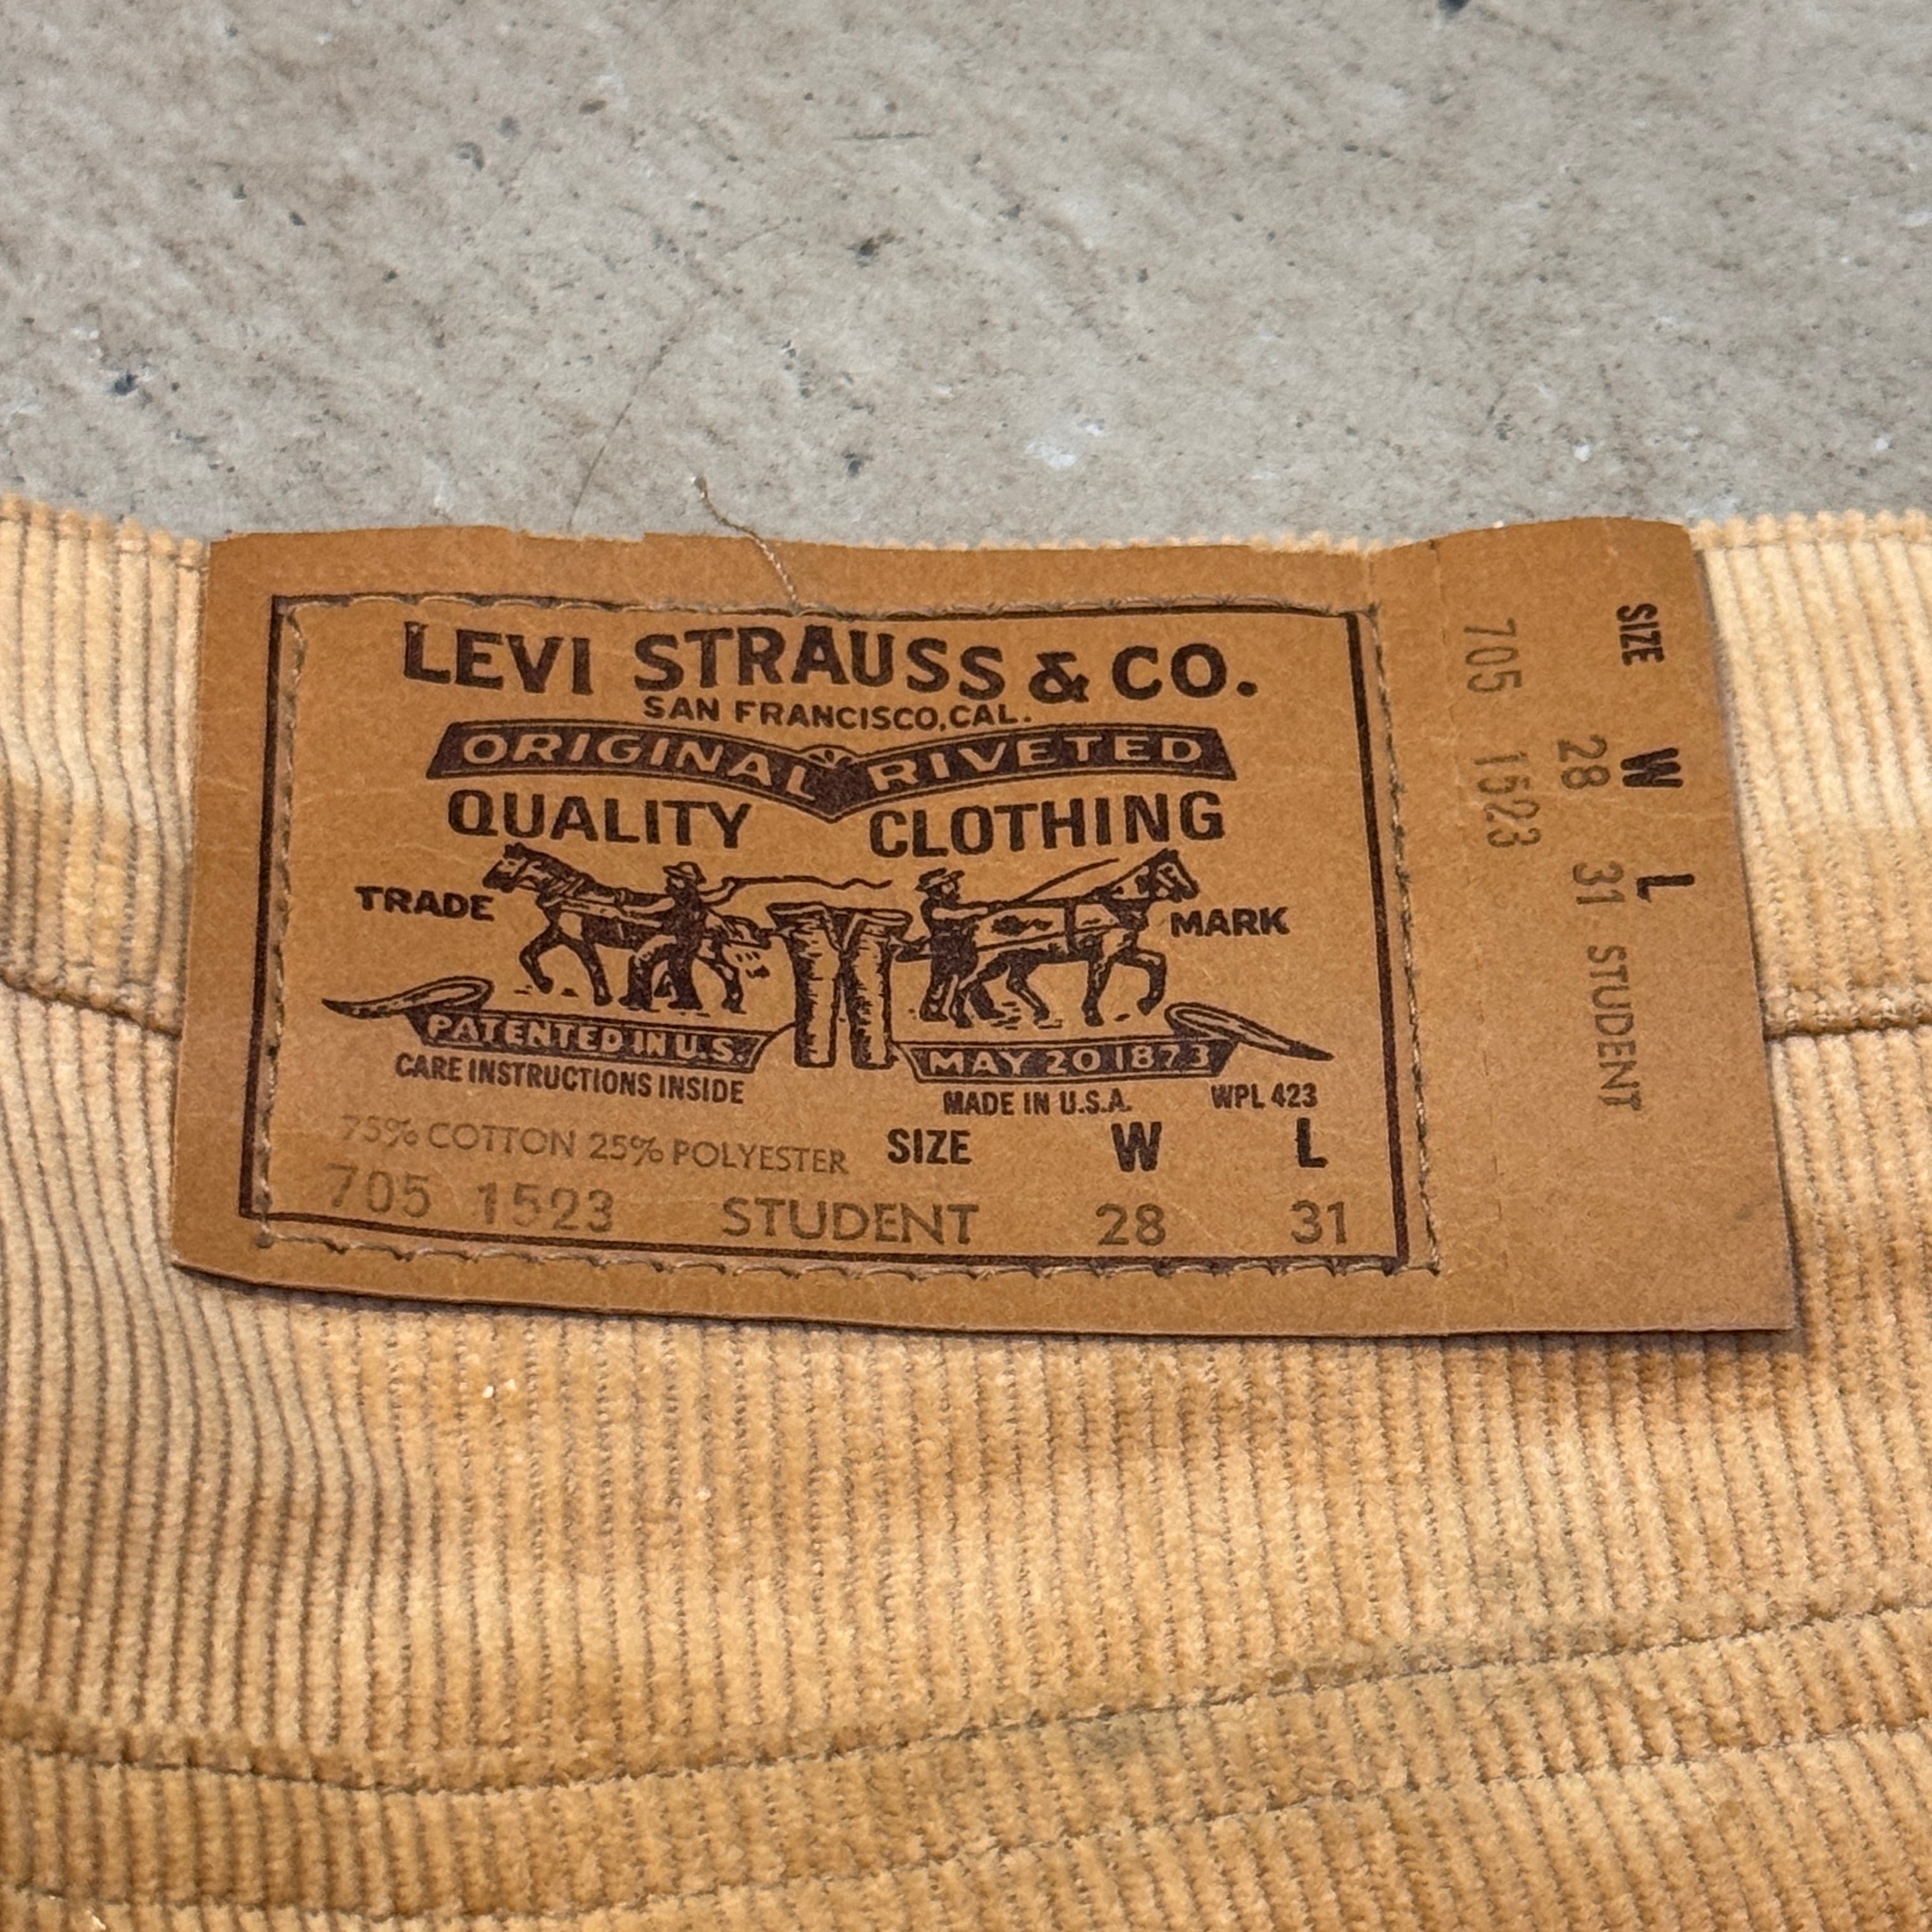 LEVI STRAUSS & CO.
SAN FRANCISCO, CAL.
ORIGINAL RIVETED
QUALITY CLOTHING
TRADE MARK
PATENTED IN U.S. MAY 20 1873
CARE INSTRUCTIONS INSIDE MADE IN U.S.A. WPL 423
75% COTTON 25% POLYESTER SIZE W L
705 1523 STUDENT 28 31
SIZE W L
28 31 STUDENT
705 1523